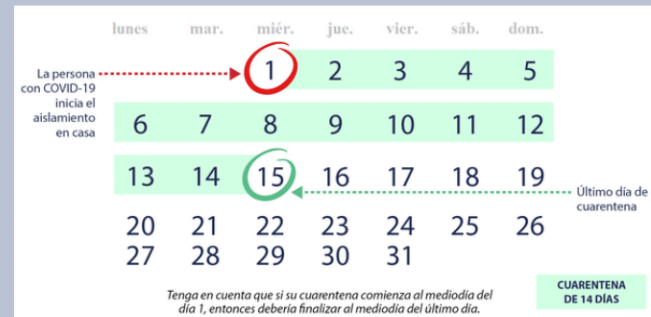 lunes mar. miér. jue. vier. sáb. dom.
La persona
con COVID-19
inicia el
aislamiento
en casa
1 2 3 4 5
6 7 8 9 10 11 12
13 14 15 16 17 18 19
Último día de
cuarentena
20 21 22 23 24 25 26
27 28 29 30 31
Tenga en cuenta que si su cuarentena comienza al mediodía del
día 1, entonces debería finalizar al mediodía del último día.
CUARENTENA
DE 14 DÍAS